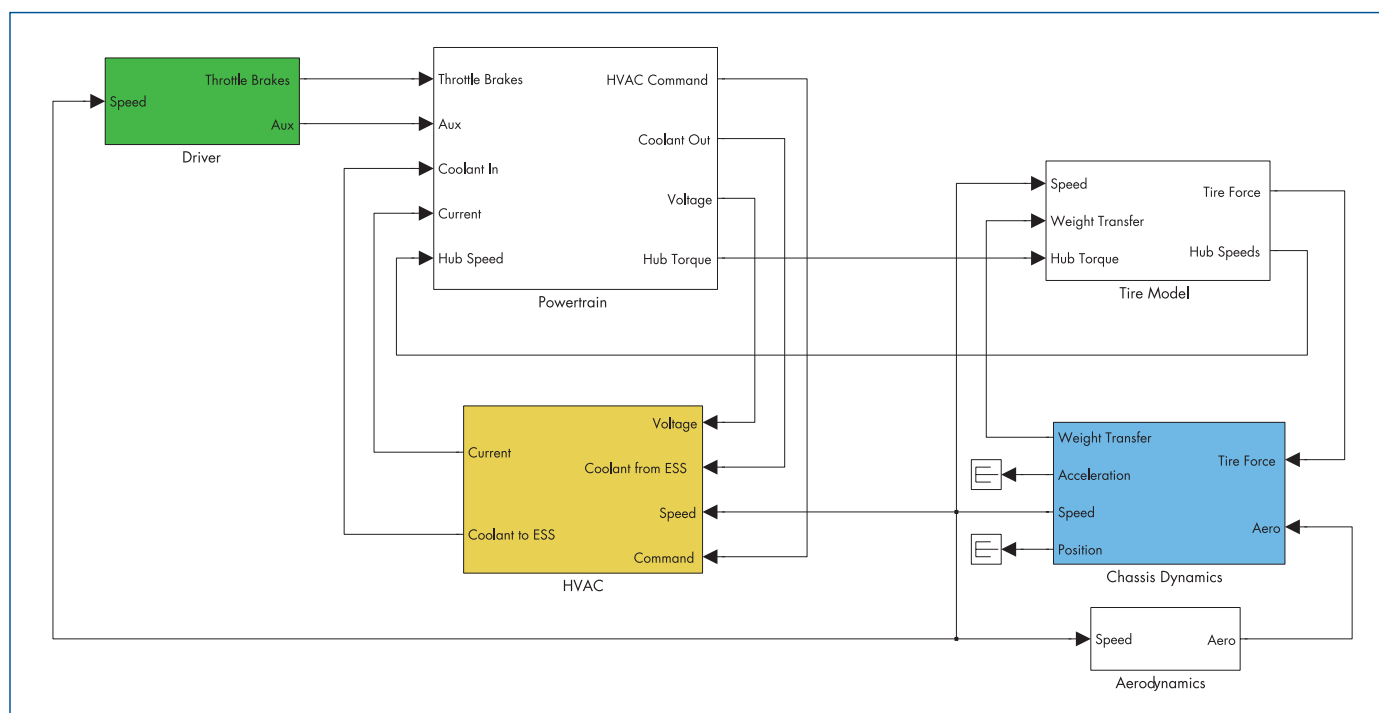 Throttle Brakes
Speed
Aux
Driver
Throttle Brakes
HVAC Command
Aux
Coolant Out
Coolant In
Voltage
Current
Hub Speed
Hub Torque
Powertrain
Speed
Tire Force
Weight Transfer
Hub Speeds
Hub Torque
Tire Model
Voltage
Current
Coolant from ESS
Speed
Coolant to ESS
Command
HVAC
Weight Transfer
Tire Force
Acceleration
Speed
Aero
Position
Chassis Dynamics
Speed
Aero
Aerodynamics